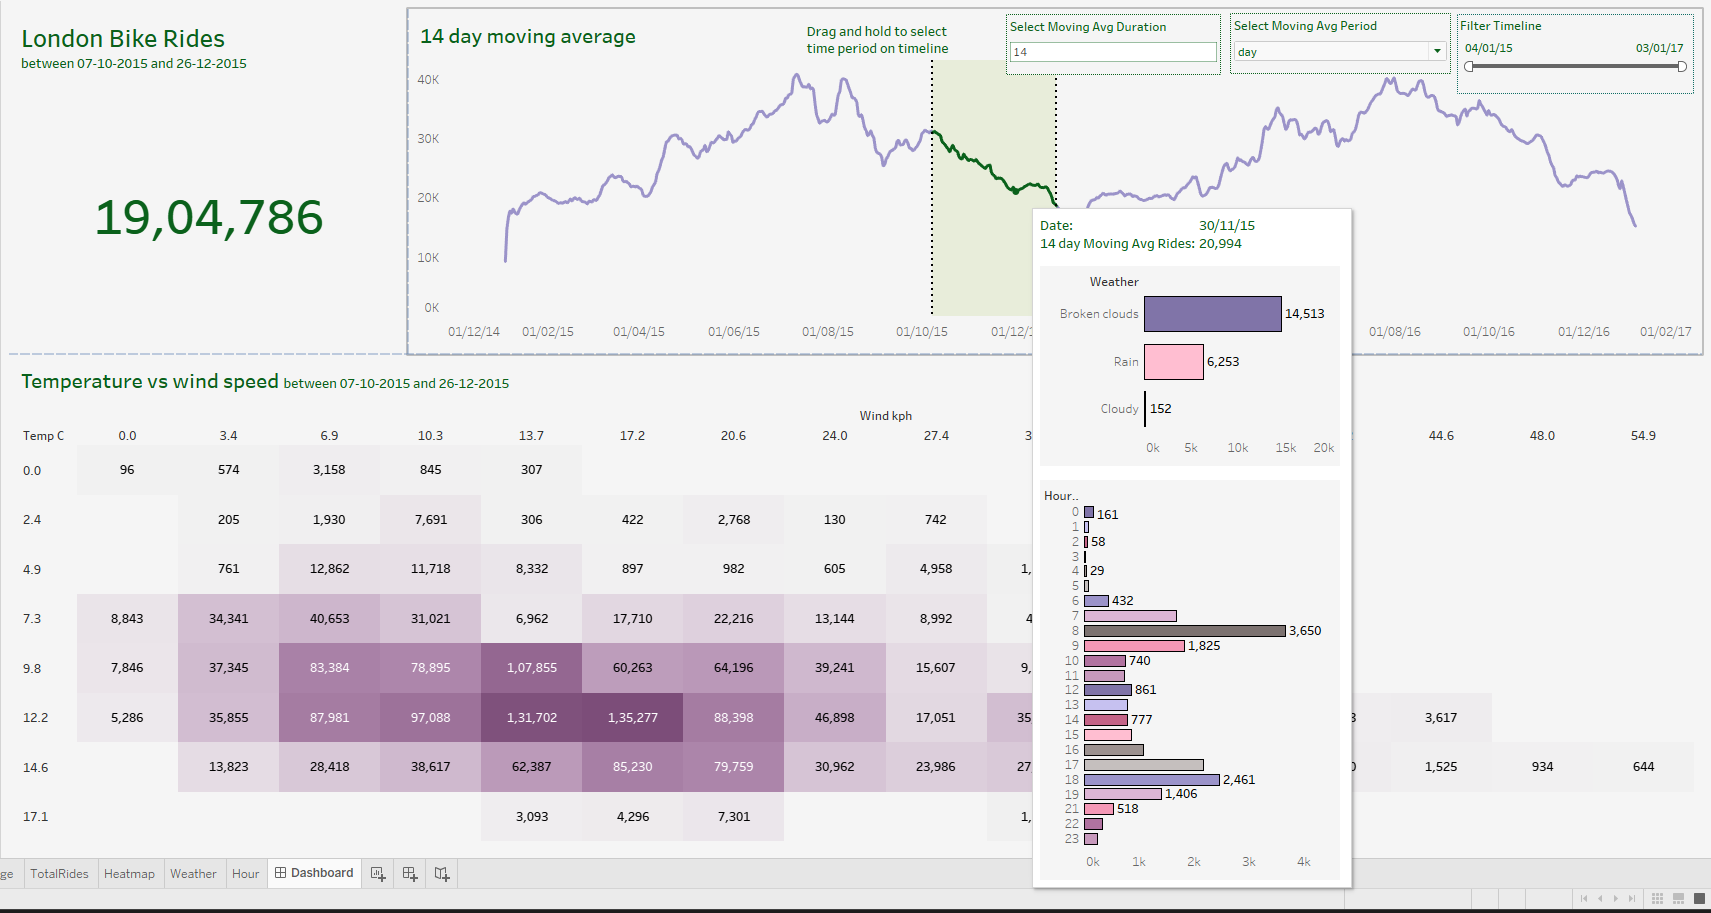 London Bike Rides
between 07-10-2015 and 26-12-2015
19,04,786
14 day moving average
Drag and hold to select
time period on timeline
Select Moving Avg Duration
14
Select Moving Avg Period
day
Filter Timeline
04/01/15 03/01/17
40K
30K
20K
10K
0K
01/12/14 01/02/15 01/04/15 01/06/15 01/08/15 01/10/15 01/12/1 01/08/16 01/10/16 01/12/16 01/02/17
Date: 30/11/15
14 day Moving Avg Rides: 20,994
Weather
Broken clouds 14,513
Rain 6,253
Cloudy 152
0k 5k 10k 15k 20k
Hour..
0 161
1
2 58
3
4 29
5
6 432
7
8 3,650
9 1,825
10 740
11
12 861
13
14 777
15
16
17
18 2,461
19 1,406
21 518
22
23
0k 1k 2k 3k 4k
Temperature vs wind speed between 07-10-2015 and 26-12-2015
Wind kph
Temp C 0.0 3.4 6.9 10.3 13.7 17.2 20.6 24.0 27.4 3 44.6 48.0 54.9
0.0 96 574 3,158 845 307
2.4 205 1,930 7,691 306 422 2,768 130 742
4.9 761 12,862 11,718 8,332 897 982 605 4,958 1,
7.3 8,843 34,341 40,653 31,021 6,962 17,710 22,216 13,144 8,992 4
9.8 7,846 37,345 83,384 78,895 1,07,855 60,263 64,196 39,241 15,607 9,
12.2 5,286 35,855 87,981 97,088 1,31,702 1,35,277 88,398 46,898 17,051 35 3 3,617
14.6 13,823 28,418 38,617 62,387 85,230 79,759 30,962 23,986 27 0 1,525 934 644
17.1 3,093 4,296 7,301 1,
ge TotalRides Heatmap Weather Hour Dashboard